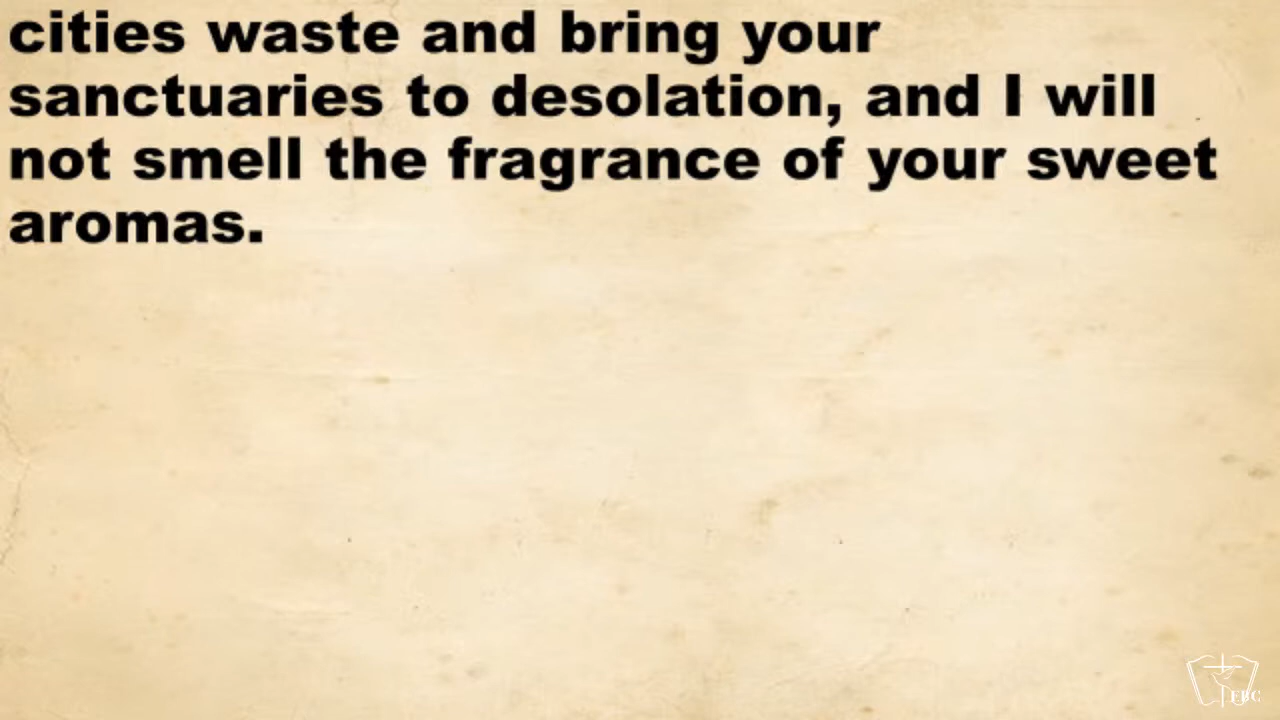 cities waste and bring your
sanctuaries to desolation, and I will
not smell the fragrance of your sweet
aromas.